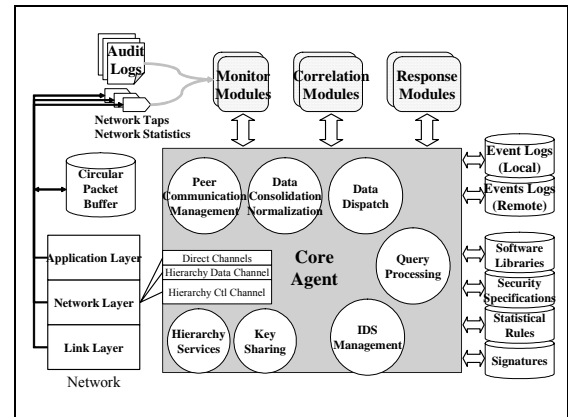 Audit
Logs
Monitor
Modules
Correlation
Modules
Response
Modules
Network Taps
Network Statistics
Circular
Packet
Buffer
Peer
Communication
Management
Data
Consolidation
Normalization
Data
Dispatch
Event Logs
(Local)
Events Logs
(Remote)
Application Layer
Network Layer
Link Layer
Network
Direct Channels
Hierarchy Data Channel
Hierarchy Ctl Channel
Core
Agent
Query
Processing
Software
Libraries
Security
Specifications
Statistical
Rules
Signatures
Hierarchy
Services
Key
Sharing
IDS
Management